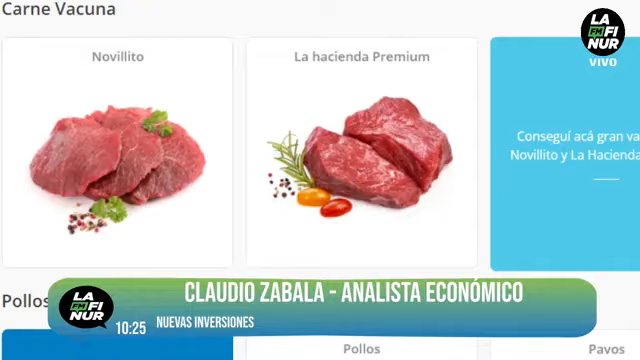 Carne Vacuna
LA
FM FI
NUR
VIVO
Novillito
La hacienda Premium
Conseguí acá gran va
Novillito y La Hacienda
Pollos
LA
FM FI
NUR
10:25
CLAUDIO ZABALA - ANALISTA ECONÓMICO
NUEVAS INVERSIONES
Pollos
Pavos